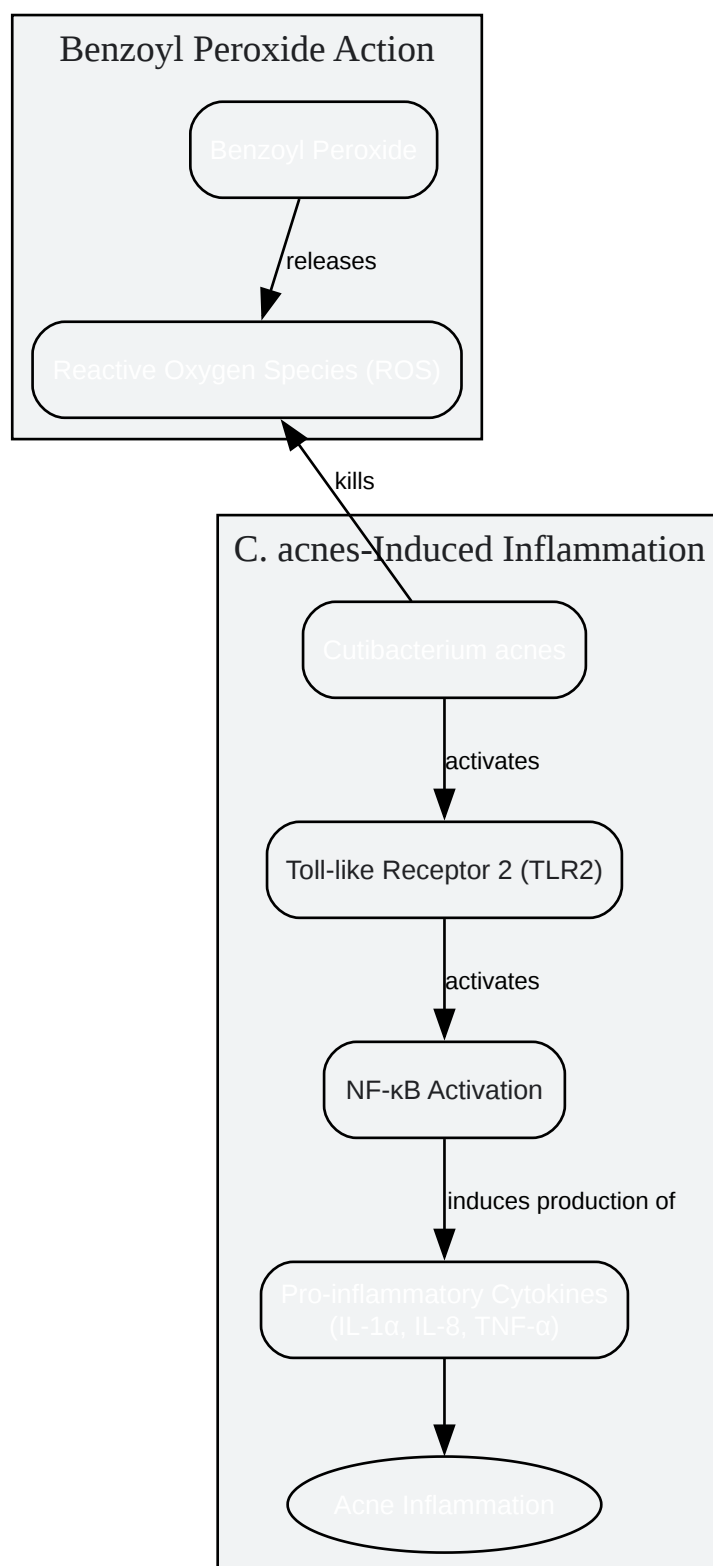 Benzoyl Peroxide Action
Benzoyl Peroxide
releases
Reactive Oxygen Species (ROS)
kills
C. acnes-Induced Inflammation
Cutibacterium acnes
activates
Toll-like Receptor 2 (TLR2)
activates
NF-κB Activation
induces production of
Pro-inflammatory Cytokines
(IL-1α, IL-8, TNF-α)
Acne Inflammation